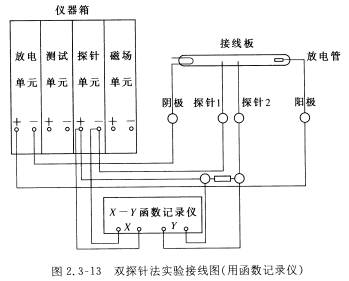 仪器箱
放电 测试 探针 磁场
单元 单元 单元 单元
+ − + − + − + −
接线板
放电管
阴极 探针1 探针2 阳极
X－Y函数记录仪
X Y
图 2.3-13 双探针法实验接线图(用函数记录仪)